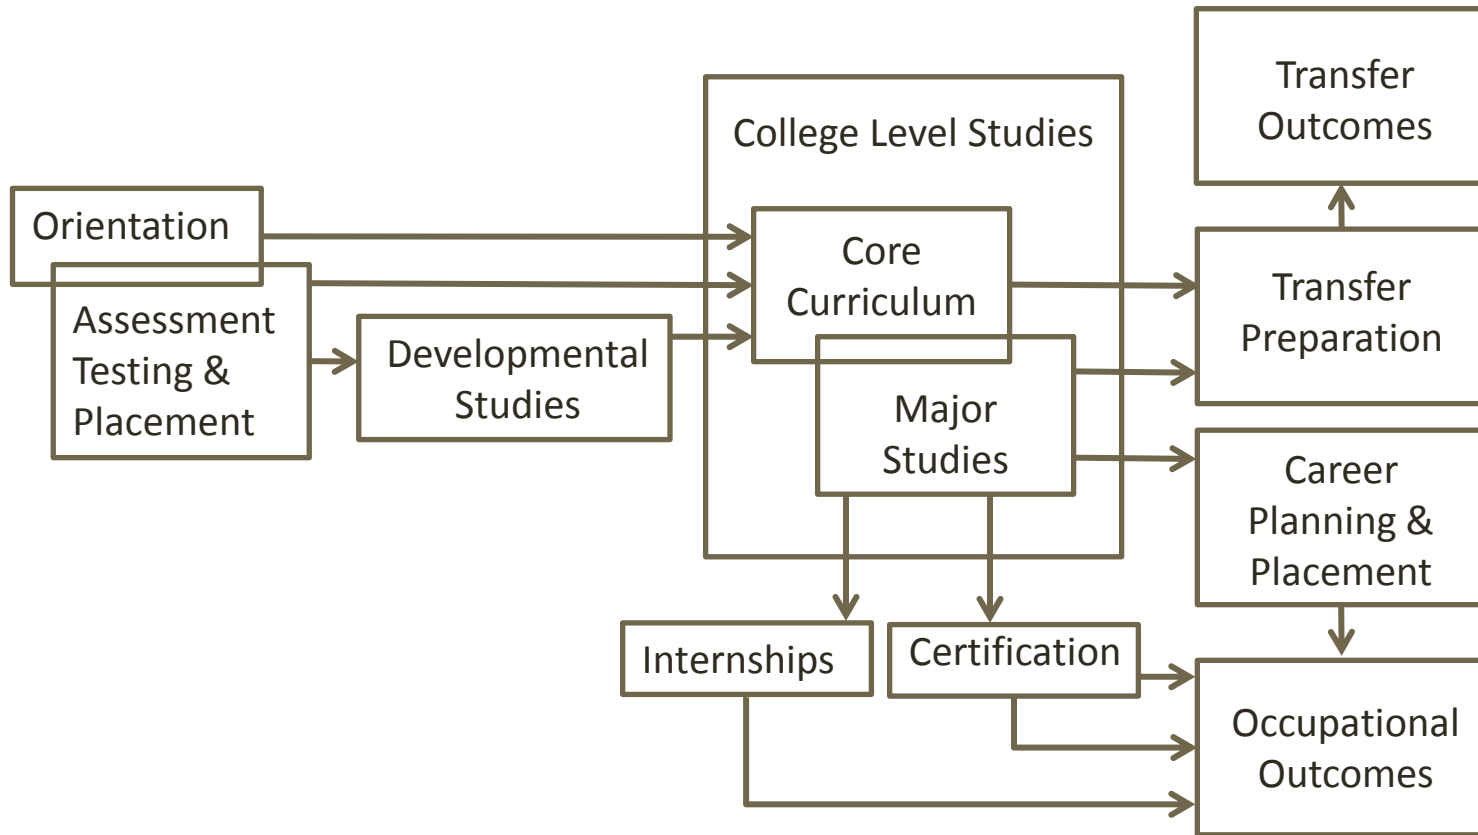 Transfer
Outcomes
College Level Studies
Orientation
Core
Curriculum
Transfer
Preparation
Assessment
Testing &
Placement
Developmental
Studies
Major
Studies
Career
Planning &
Placement
Internships
Certification
Occupational
Outcomes